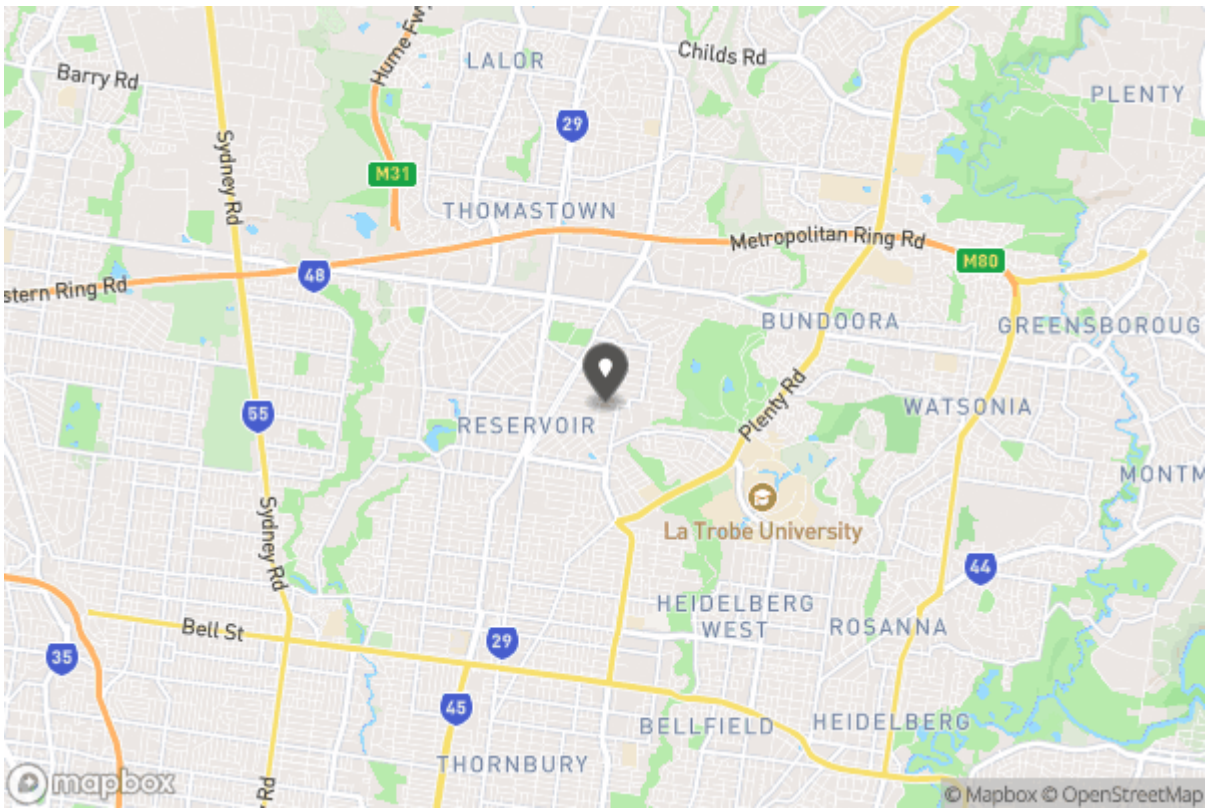 Hume Fwy
LALOR
Childs Rd
Barry Rd
PLENTY
29
Sydney Rd
M31
THOMASTOWN
Metropolitan Ring Rd
M80
48
stern Ring Rd
BUNDOORA
GREENSBOROUG
Plenty Rd
WATSONIA
55
RESERVOIR
MONTM
La Trobe University
Sydney Rd
44
HEIDELBERG
WEST
ROSANNA
Bell St
29
35
45
BELLFIELD
HEIDELBERG
THORNBURY
y Rd
mapbox
© Mapbox © OpenStreetMap